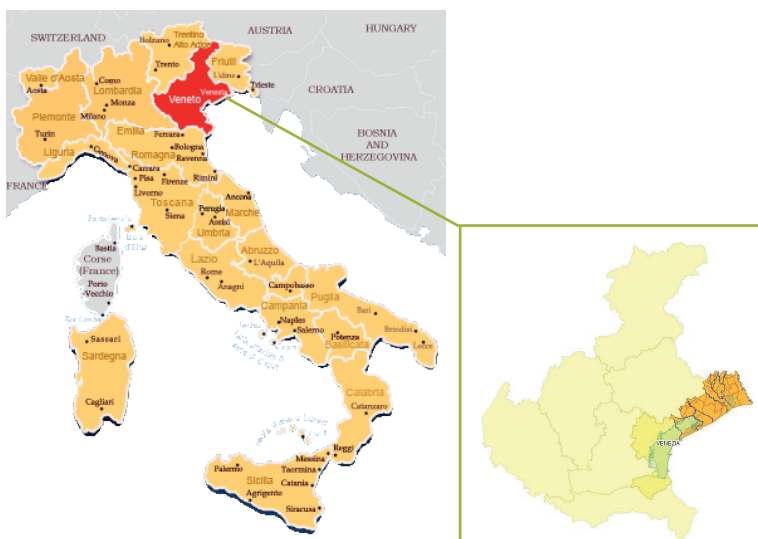 SWITZERLAND
AUSTRIA
HUNGARY
Bolzano
Trentino
Alto Adige
Friuli
Udine
Trento
Trieste
CROATIA
Valle d'Aosta
Aosta
Como
Lombardia
Monza
Milano
Veneto
Venezia
Piemonte
Turin
Liguria
Genova
Emilia
Romagna
Ferrara
Bologna
Ravenna
BOSNIA
AND
HERZEGOVINA
FRANCE
Carrara
Pisa
Livorno
Firenze
Rimini
Toscana
Siena
Ancona
Perugia
Marche
Assisi
Umbria
Bastia
Corse
(France)
Porto
-Vecchio
Abruzzo
L'Aquila
Lazio
Rome
Anagni
Campobasso
Puglia
Bari
Campania
Naples
Salerno
Potenza
Basilicata
Brindisi
Lecce
Sassari
Sardegna
Cagliari
Calabria
Catanzaro
Messina
Reggi
Palermo
Taormina
Sicilia
Catania
Agrigento
Siracusa
VENEZIA